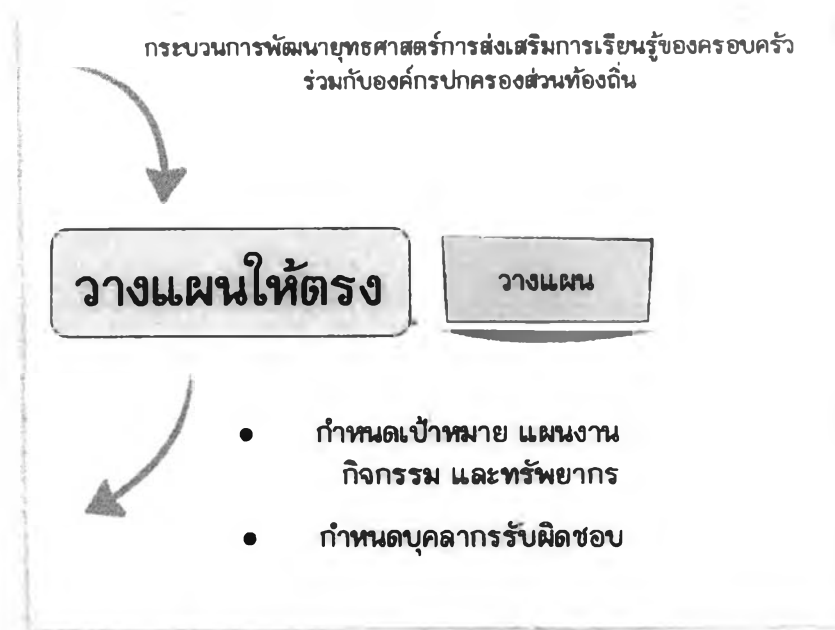 กระบวนการพัฒนายุทธศาสตร์การส่งเสริมการเรียนรู้ของครอบครัว
ร่วมกับองค์กรปกครองส่วนท้องถิ่น
วางแผนให้ตรง
วางแผน
● กำหนดเป้าหมาย แผนงาน
กิจกรรม และทรัพยากร
● กำหนดบุคลากรรับผิดชอบ